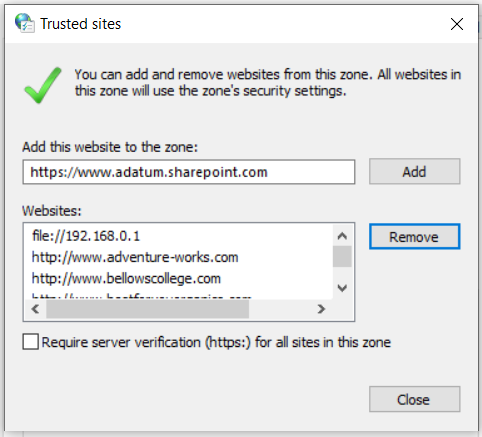 Trusted sites
You can add and remove websites from this zone. All websites in
this zone will use the zone's security settings.
Add this website to the zone:
https://www.adatum.sharepoint.com
Add
Websites:
file://192.168.0.1
http://www.adventure-works.com
http://www.bellowscollege.com
Remove
Require server verification (https:) for all sites in this zone
Close